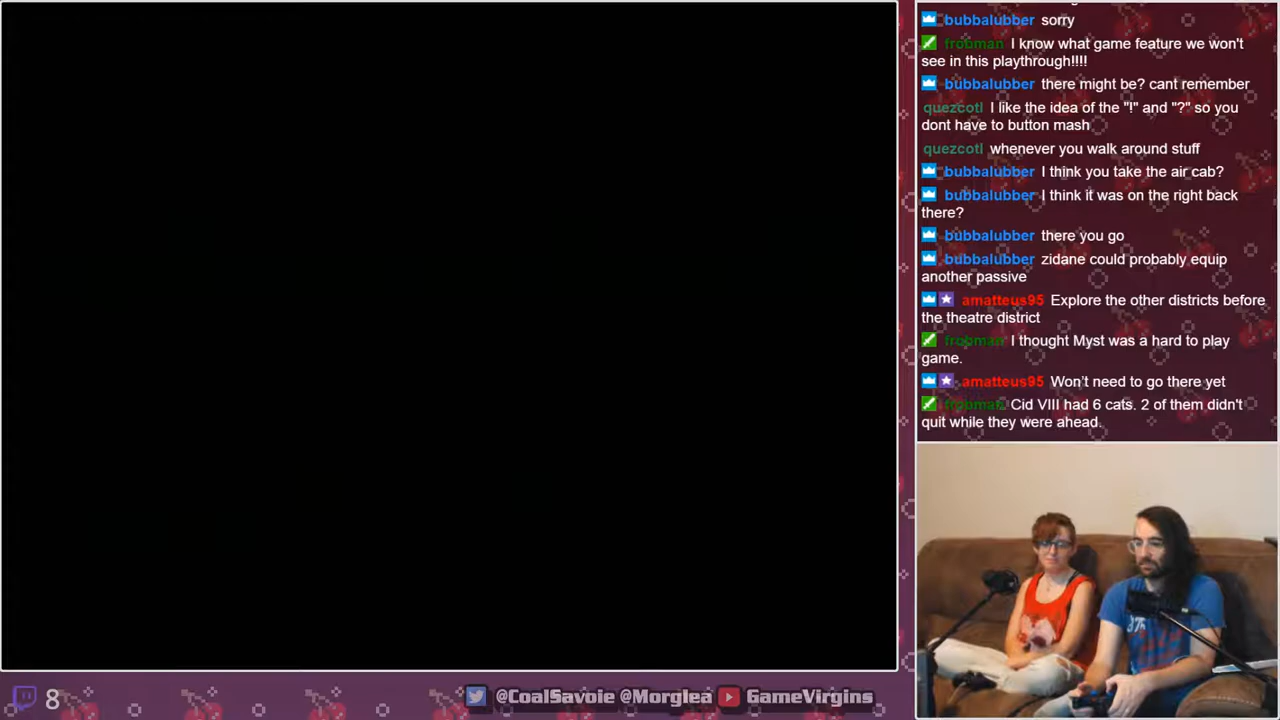 bubbalubber sorry
frobman I know what game feature we won't
see in this playthrough!!!!
bubbalubber there might be? cant remember
quezcotl I like the idea of the "!" and "?" so you
dont have to button mash
quezcotl whenever you walk around stuff
bubbalubber I think you take the air cab?
bubbalubber I think it was on the right back
there?
bubbalubber there you go
bubbalubber zidane could probably equip
another passive
amatteus95 Explore the other districts before
the theatre district
frobman I thought Myst was a hard to play
game.
amatteus95 Won't need to go there yet
frobman Cid VIII had 6 cats. 2 of them didn't
quit while they were ahead.
8
@CoalSavoie @Morglea GameVirgins